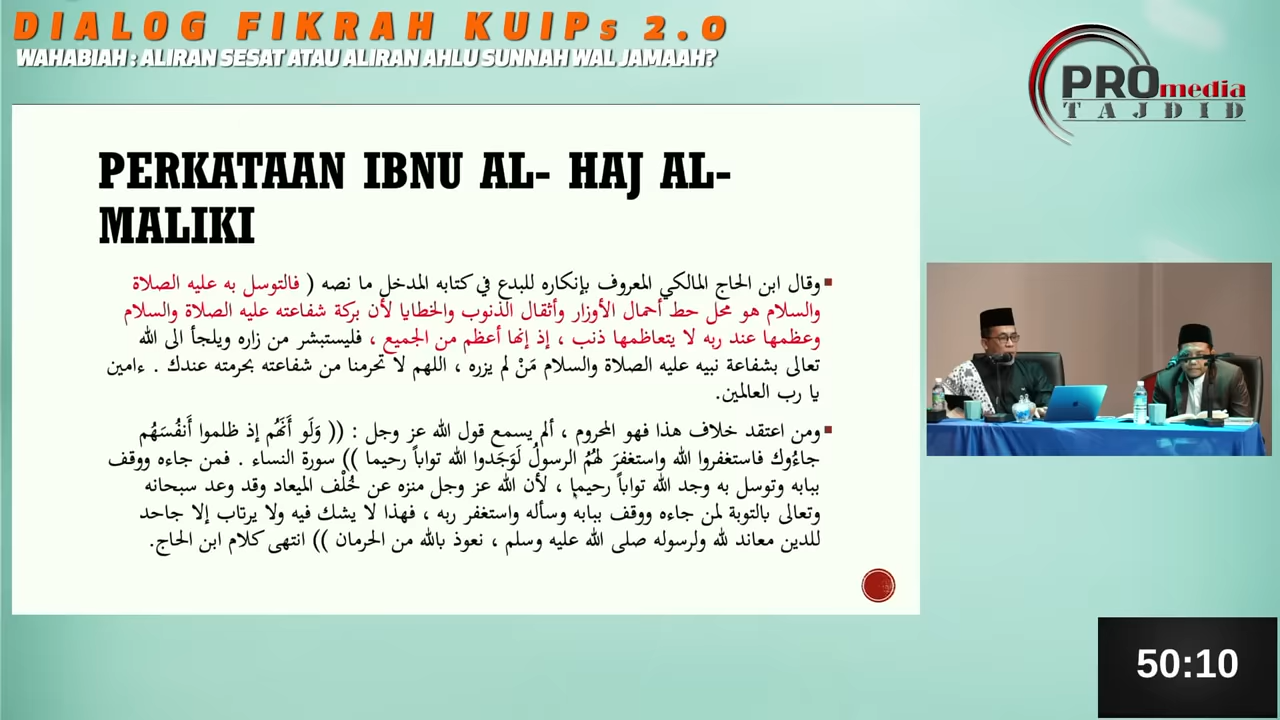 DIALOG FIKRAH KUIPs 2.0
WAHABIAH : ALIRAN SESAT ATAU ALIRAN AHLU SUNNAH WAL JAMAAH?
PROmedia
TAJDID
PERKATAAN IBNU AL- HAJ AL-
MALIKI
وقال ابن الحاج المالكي المعروف بإنكاره للبدع في كتابه المدخل ما نصه ( فالتوسل به عليه الصلاة
والسلام هو محل حط أحمال الأوزار وأثقال الذنوب والخطايا لأن بركة شفاعته عليه الصلاة والسلام
وعظمها عند ربه لا يتعاظمها ذنب ، إذ إنها أعظم من الجميع ، فليستبشر من زاره ويلجأ الى الله
تعالى بشفاعة نبيه عليه الصلاة والسلام مَنْ لم يزره ، اللهم لا تحرمنا من شفاعته بحرمته عندك . ءامين
يا رب العالمين.
ومن اعتقد خلاف هذا فهو المحروم ، ألم يسمع قول الله عز وجل : (( وَلَو أَنَّهُم إذ ظلموا أَنفُسَهُم
جاءُوك فاستغفروا الله واستغفرَ لَهُمُ الرسولُ لَوَجَدوا الله تواباً رحيما )) سورة النساء . فمن جاءه ووقف
ببابه وتوسل به وجد الله تواباً رحيما ، لأن الله عز وجل منزه عن خُلْف الميعاد وقد وعد سبحانه
وتعالى بالتوبة لمن جاءه ووقف ببابه وسأله واستغفر ربه ، فهذا لا يشك فيه ولا يرتاب إلا جاحد
للدين معاند لله ولرسوله صلى الله عليه وسلم ، نعوذ بالله من الحرمان )) انتهى كلام ابن الحاج.
50:10